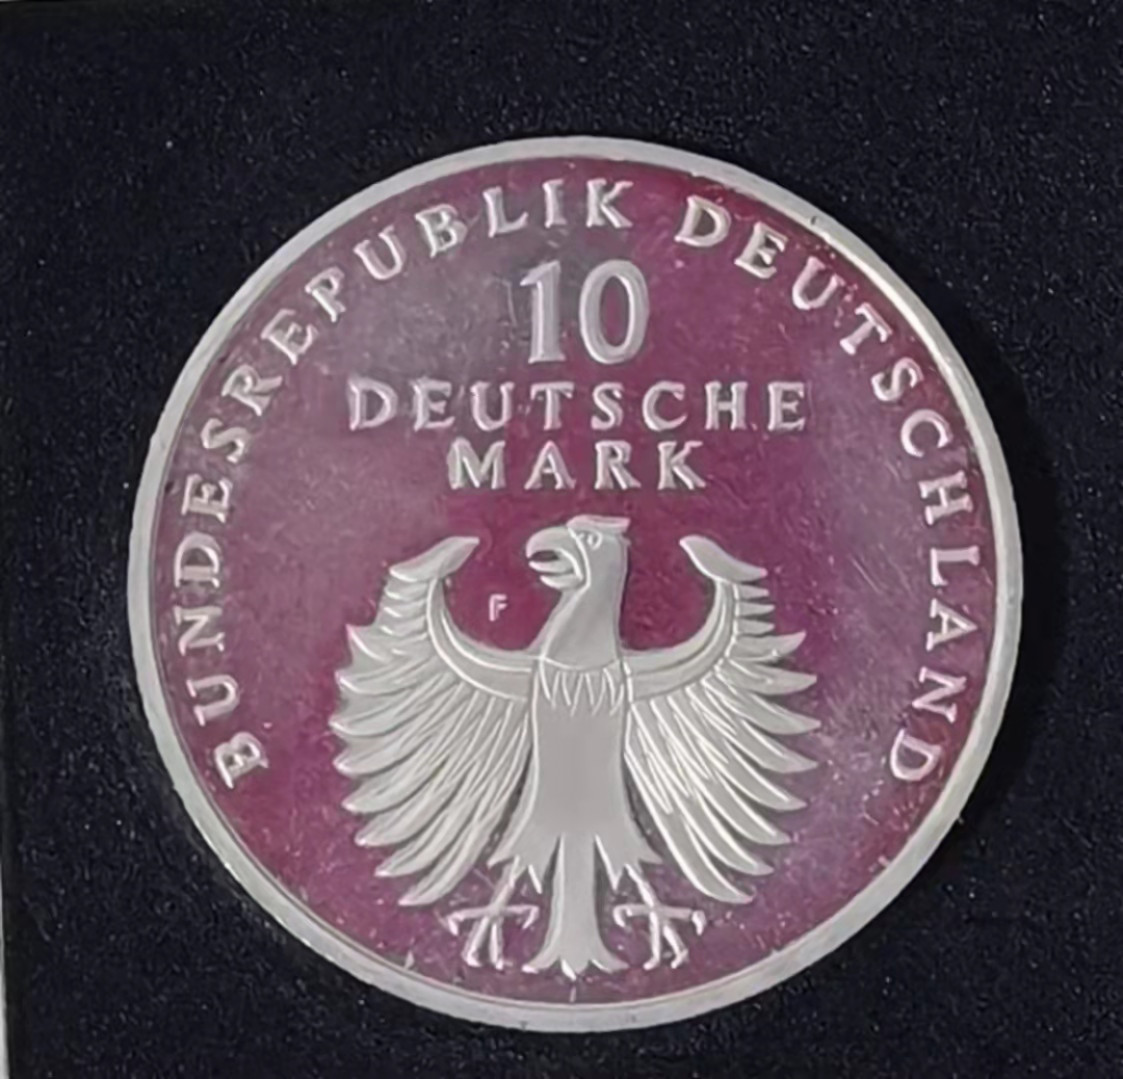 BUNDESREPUBLIK DEUTSCHLAND
10
DEUTSCHE
MARK
F